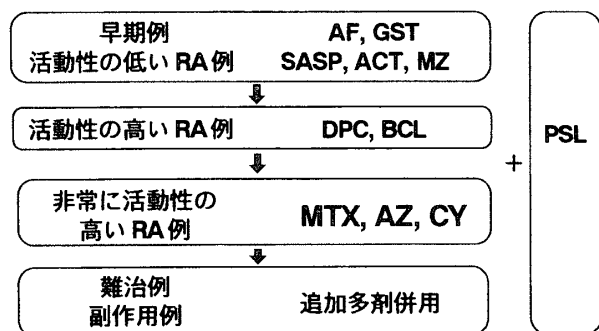 早期例 AF, GST
活動性の低い RA例 SASP, ACT, MZ
活動性の高い RA例 DPC, BCL
非常に活動性の
高い RA例
MTX, AZ, CY
難治例
副作用例
追加多剤併用
+
PSL